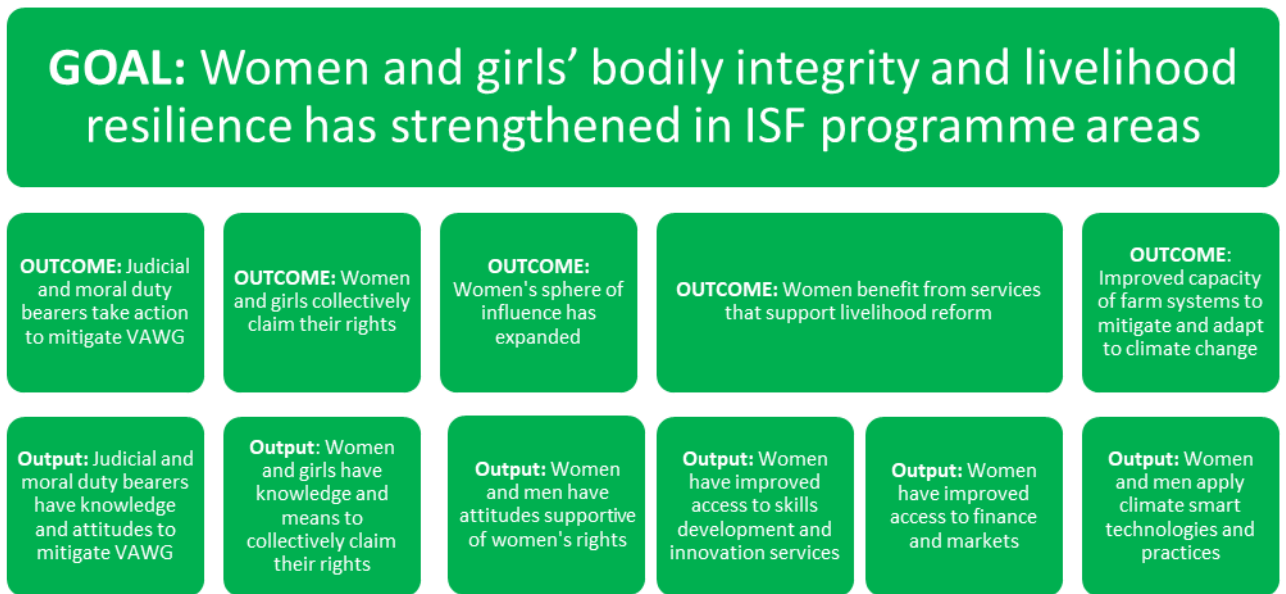 GOAL: Women and girls’ bodily integrity and livelihood
resilience has strengthened in ISF programme areas
OUTCOME: Judicial
and moral duty
bearers take action
to mitigate VAWG
OUTCOME: Women
and girls collectively
claim their rights
OUTCOME:
Women's sphere of
influence has
expanded
OUTCOME: Women benefit from services
that support livelihood reform
OUTCOME:
Improved capacity
of farm systems to
mitigate and adapt
to climate change
Output: Judicial and
moral duty bearers
have knowledge
and attitudes to
mitigate VAWG
Output: Women
and girls have
knowledge and
means to
collectively claim
their rights
Output: Women
and men have
attitudes supportive
of women's rights
Output: Women
have improved
access to skills
development and
innovation services
Output: Women
have improved
access to finance
and markets
Output: Women
and men apply
climate smart
technologies and
practices